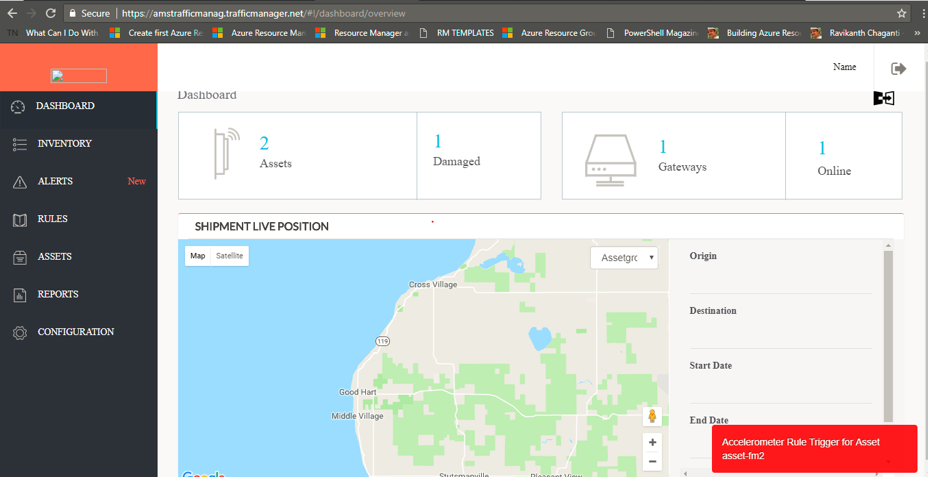 Secure
https://amstrafficmanag.trafficmanager.net/#!/dashboard/overview
TN What Can I Do With Create first Azure Re Azure Resource Man Resource Manager a RM TEMPLATES Azure Resource Grou PowerShell Magazin Building Azure Reso Ravikanth Chaganti - »
Name
DASHBOARD
INVENTORY
ALERTS New
RULES
ASSETS
REPORTS
CONFIGURATION
Dashboard
2
Assets
1
Damaged
1
Gateways
1
Online
SHIPMENT LIVE POSITION
Map Satellite
Assetgro
Cross Village
119
Good Hart
Middle Village
Stutsmanville
Pleasant View
Google
Origin
Destination
Start Date
End Date
Accelerometer Rule Trigger for Asset
asset-fm2